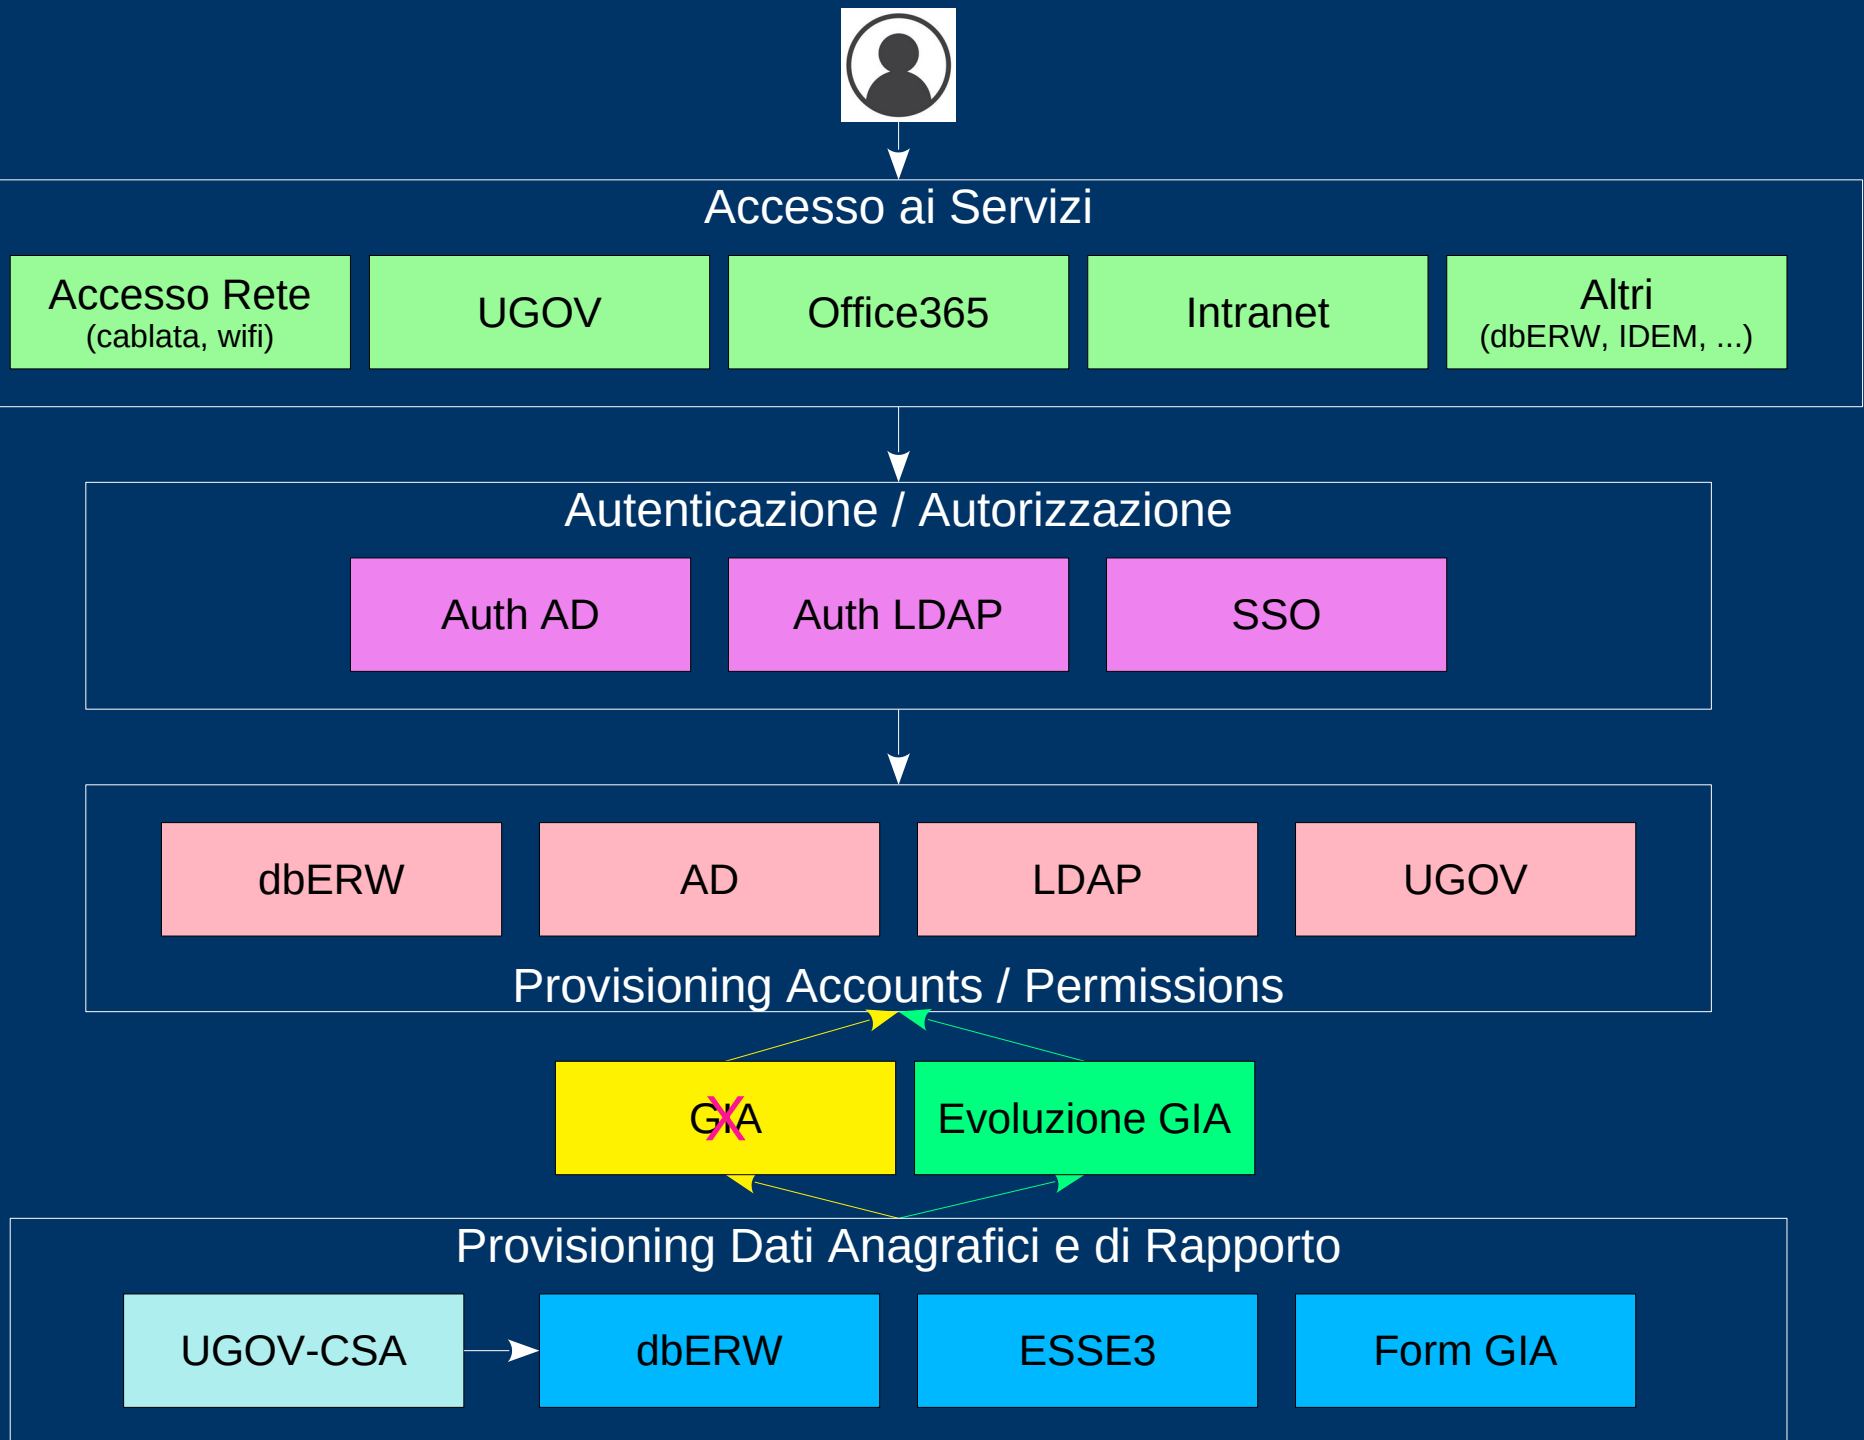 Accesso ai Servizi
Accesso Rete
(cablata, wifi)
UGOV
Office365
Intranet
Altri
(dbERW, IDEM, ...)
Autenticazione / Autorizzazione
Auth AD
Auth LDAP
SSO
dbERW
AD
LDAP
UGOV
Provisioning Accounts / Permissions
GIA
X
Evoluzione GIA
Provisioning Dati Anagrafici e di Rapporto
UGOV-CSA
dbERW
ESSE3
Form GIA